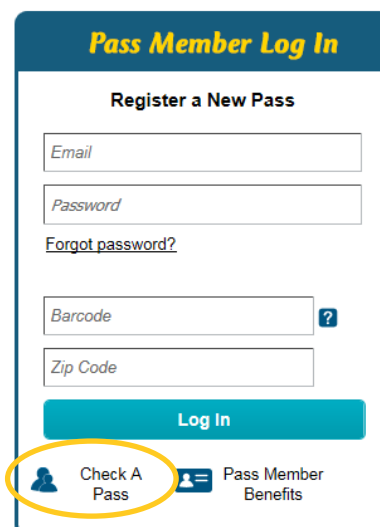 Pass Member Log In
Register a New Pass
Email
Password
Forgot password?
Barcode
?
Zip Code
Log In
Check A
Pass
Pass Member
Benefits